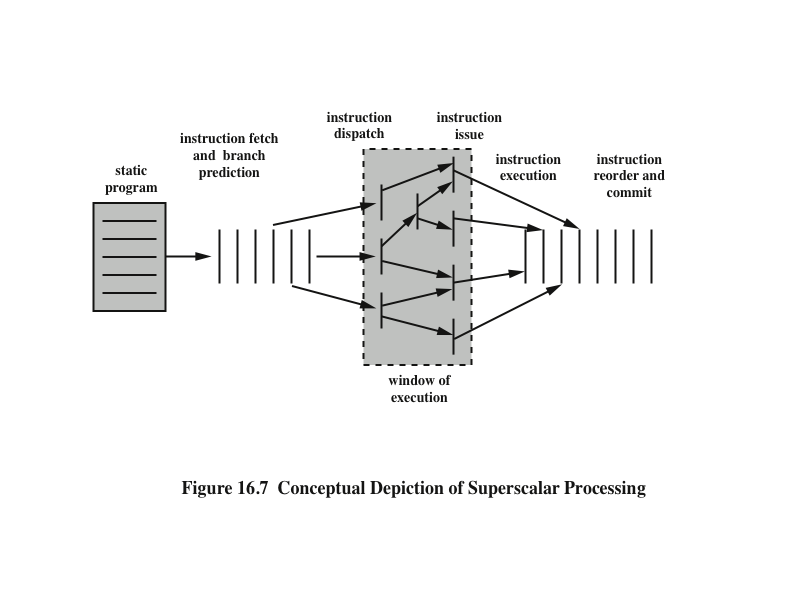 instruction
dispatch
instruction
issue
instruction fetch
and branch
prediction
static
program
instruction
execution
instruction
reorder and
commit
window of
execution
Figure 16.7 Conceptual Depiction of Superscalar Processing